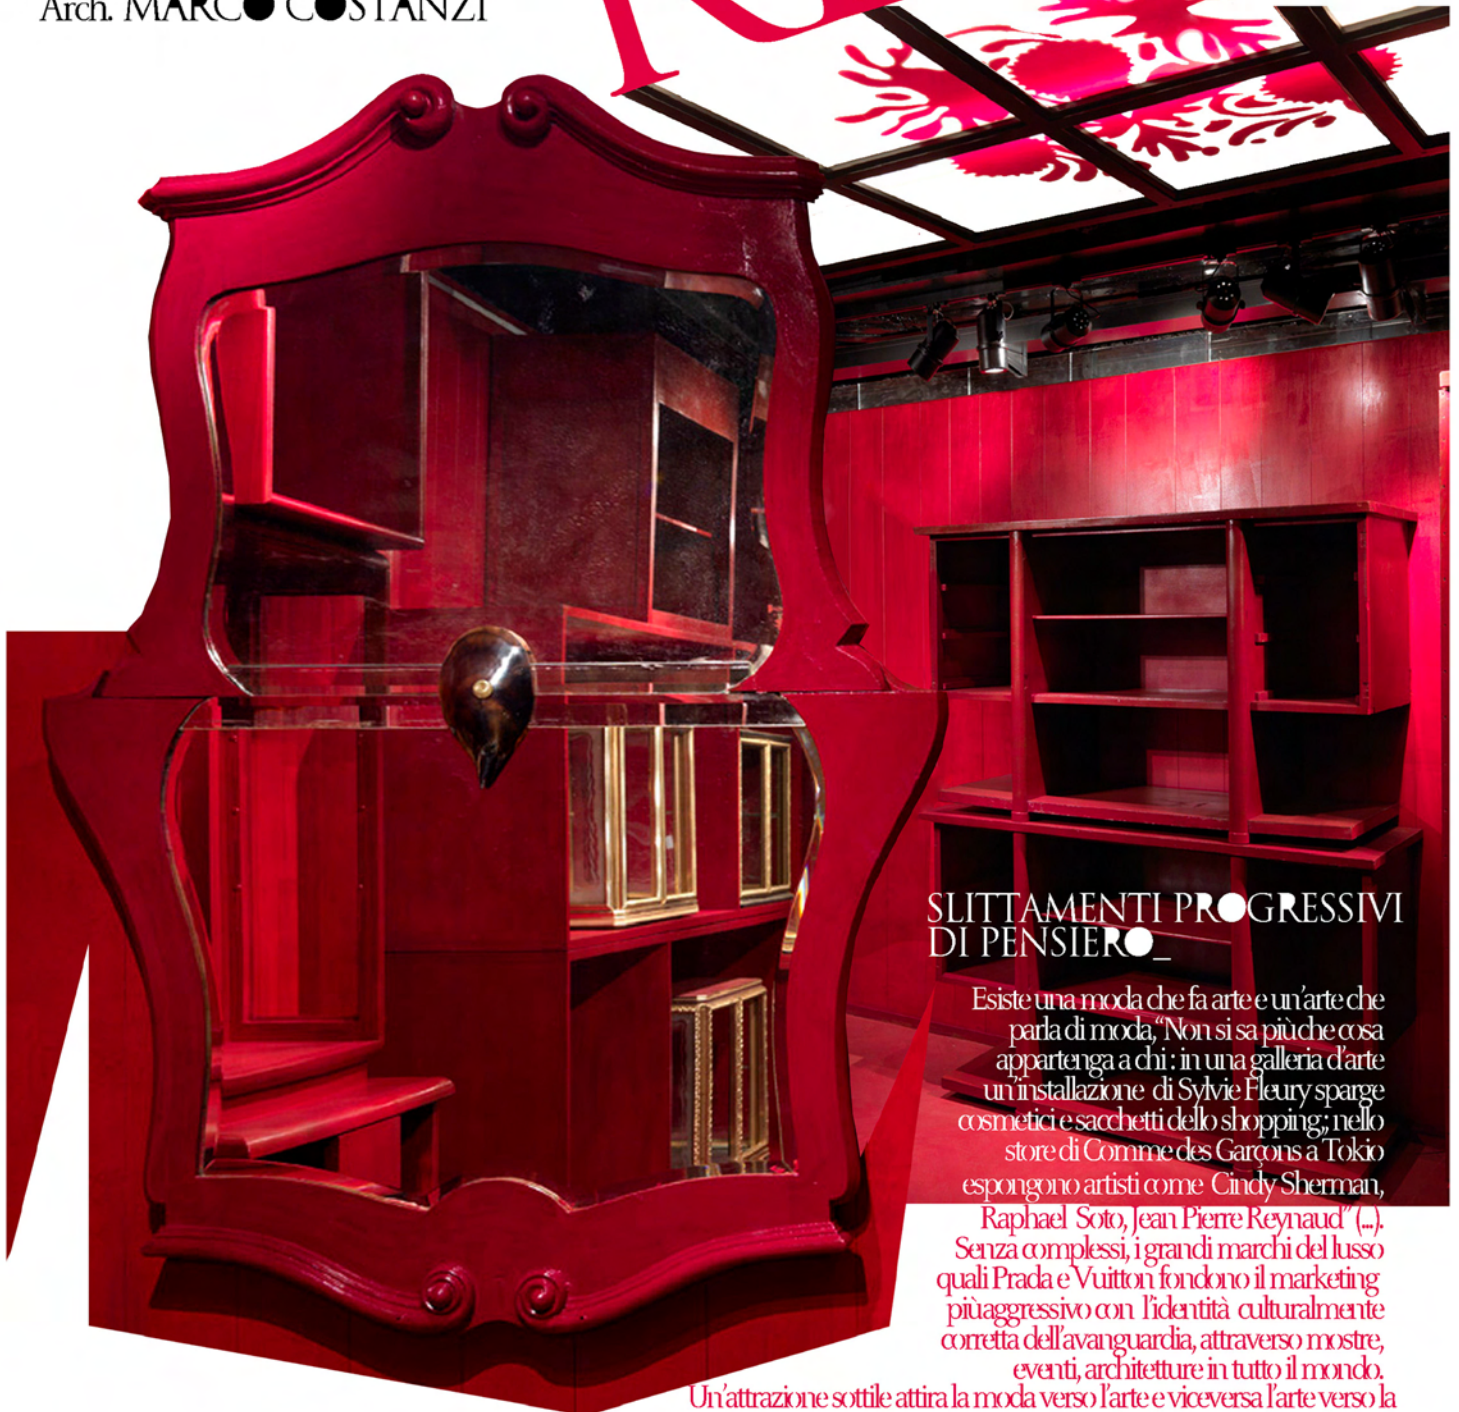 Arch. MARCO COSTANZI
SLITTAMENTI PROGRESSIVI
DI PENSIERO_
Esiste una moda che fa arte e un'arte che
parla di moda, “Non si sa più che cosa
appartenga a chi : in una galleria d'arte
un'installazione di Sylvie Fleury sparge
cosmetici e sacchetti dello shopping,; nello
store di Comme des Garçons a Tokio
espongono artisti come Cindy Sherman,
Raphael Soto, Jean Pierre Reynaud” (...).
Senza complessi, i grandi marchi del lusso
quali Prada e Vuitton fondono il marketing
piùaggressivo con l'identità culturalmente
corretta dell'avanguardia, attraverso mostre,
eventi, architetture in tutto il mondo.
Un'attrazione sottile attira la moda verso l'arte e viceversa l'arte verso la